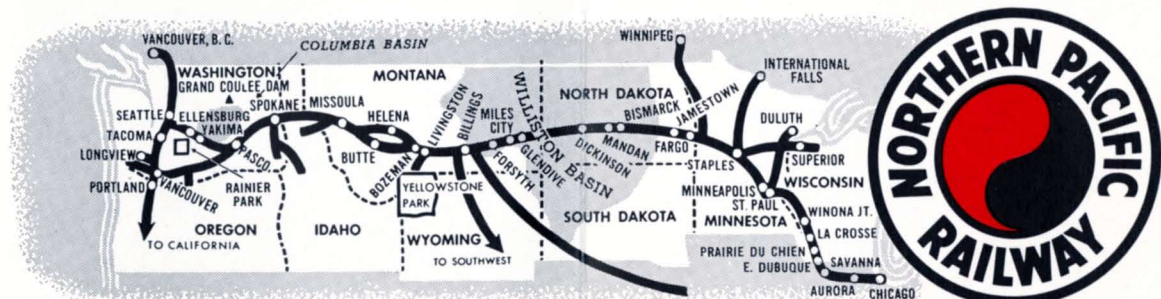 VANCOUVER, B. C.
COLUMBIA BASIN
WASHINGTON
GRAND COULEE DAM
SPOKANE
MISSOULA
MONTANA
SEATTLE
ELLENSBURG
TACOMA
YAKIMA
LONGVIEW
PASCO
PORTLAND
VANCOUVER
RAINIER
PARK
OREGON
TO CALIFORNIA
IDAHO
HELENA
BUTTE
BOZEMAN
LIVINGSTON
BILLINGS
YELLOWSTONE
PARK
WYOMING
TO SOUTHWEST
MILES
CITY
FORSYTH
GLENDIVE
WILLISTON BASIN
NORTH DAKOTA
BISMARCK
MANDAN
DICKINSON
JAMESTOWN
FARGO
SOUTH DAKOTA
WINNIPEG
INTERNATIONAL
FALLS
DULUTH
SUPERIOR
STAPLES
WISCONSIN
MINNEAPOLIS
ST. PAUL
MINNESOTA
WINONA JT.
LA CROSSE
PRAIRIE DU CHIEN
E. DUBUQUE
SAVANNA
AURORA
CHICAGO
NORTHERN PACIFIC
RAILWAY